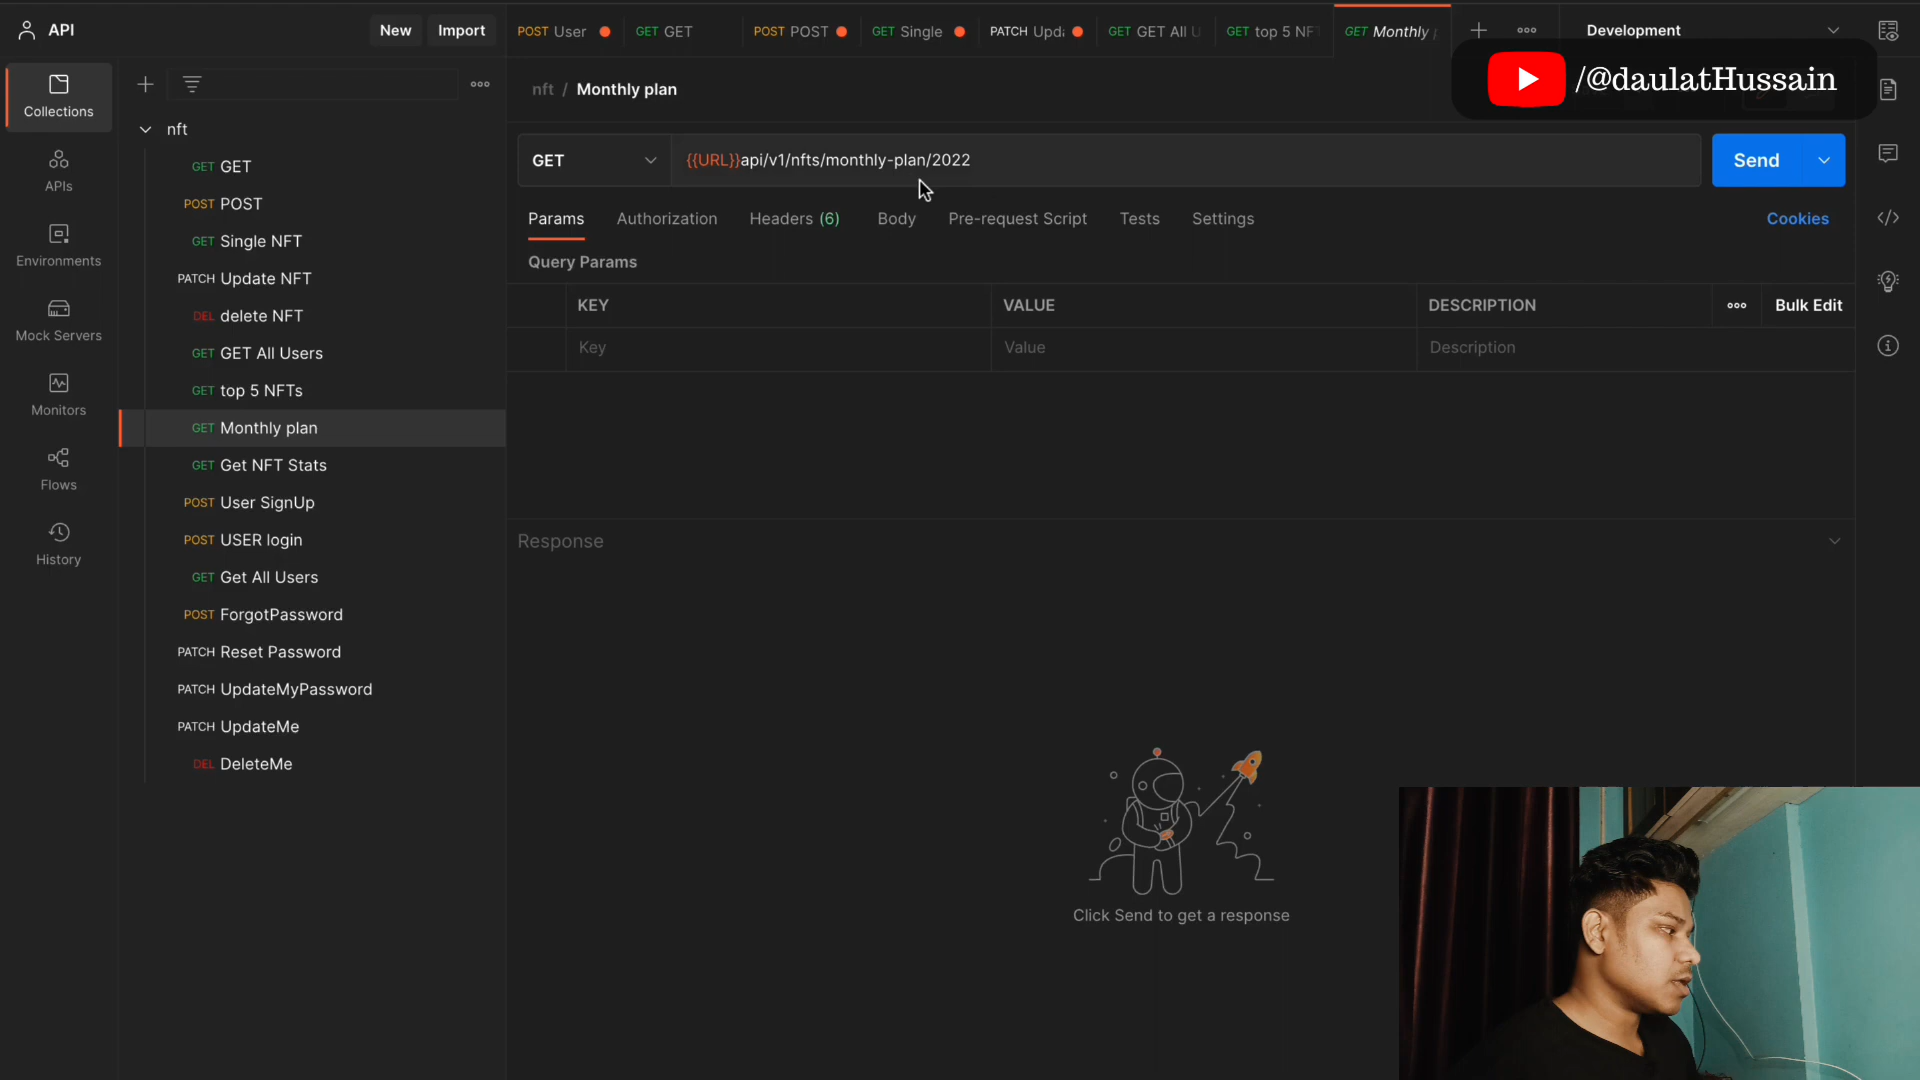 API
New
Import
POST User
GET GET
POST POST
GET Single
PATCH Upd
GET GET All U
GET top 5 NF
GET Monthly
Development
/@daulatHussain
Collections
APIs
Environments
Mock Servers
Monitors
Flows
History
nft
GET GET
POST POST
GET Single NFT
PATCH Update NFT
DEL delete NFT
GET GET All Users
GET top 5 NFTs
GET Monthly plan
GET Get NFT Stats
POST User SignUp
POST USER login
GET Get All Users
POST ForgotPassword
PATCH Reset Password
PATCH UpdateMyPassword
PATCH UpdateMe
DEL DeleteMe
nft / Monthly plan
GET
{{URL}}api/v1/nfts/monthly-plan/2022
Send
Params Authorization Headers (6) Body Pre-request Script Tests Settings
Cookies
Query Params
KEY VALUE DESCRIPTION
Bulk Edit
Key Value Description
Response
Click Send to get a response